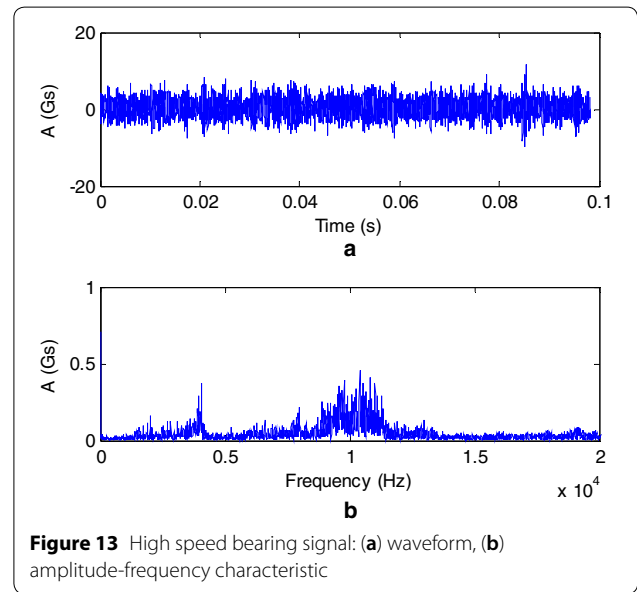 20
0
-20
A (Gs)
0 0.02 0.04 0.06 0.08 0.1
Time (s)
a
1
0.5
0
A (Gs)
0 0.5 1 1.5 2
Frequency (Hz)
x 10^4
b
Figure 13 High speed bearing signal: (a) waveform, (b)
amplitude-frequency characteristic